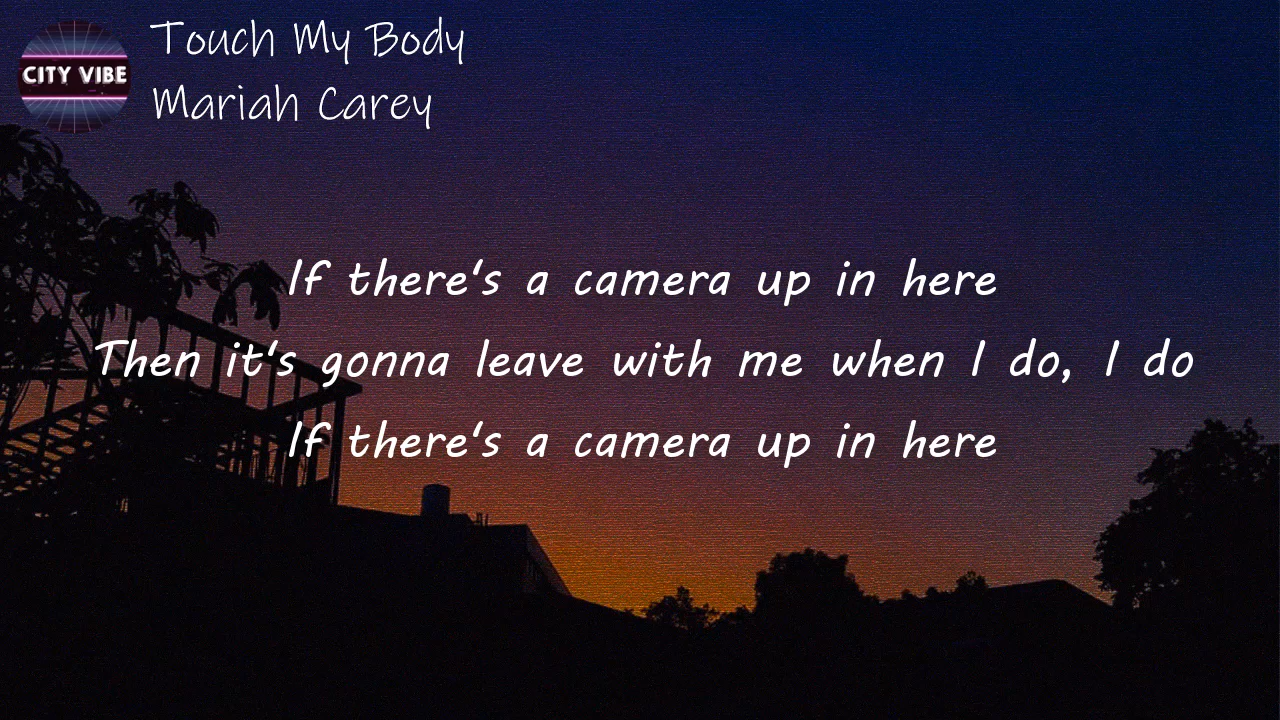 Touch My Body
CITY VIBE
Mariah Carey
If there's a camera up in here
Then it's gonna leave with me when I do, I do
If there's a camera up in here